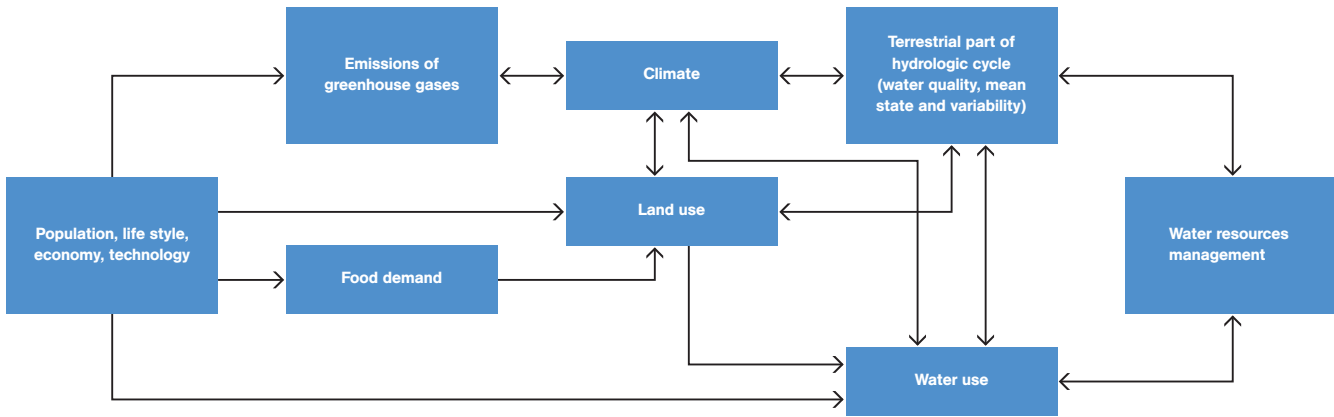 Emissions of
greenhouse gases
Climate
Terrestrial part of
hydrologic cycle
(water quality, mean
state and variability)
Population, life style,
economy, technology
Land use
Food demand
Water resources
management
Water use